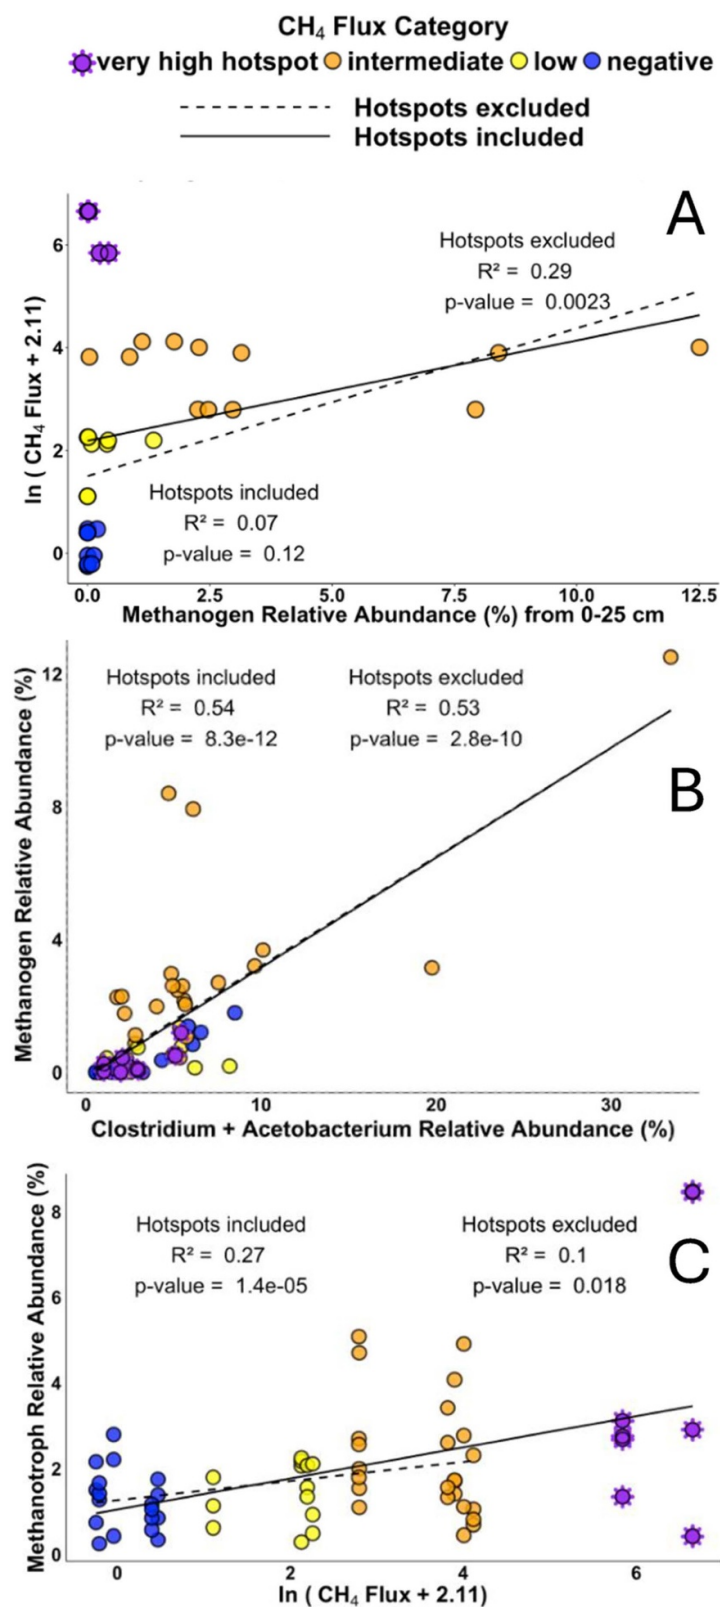 CH₄ Flux Category
very high hotspot intermediate low negative
Hotspots excluded
Hotspots included
A
Hotspots excluded
R² = 0.29
p-value = 0.0023
Hotspots included
R² = 0.07
p-value = 0.12
ln ( CH₄ Flux + 2.11)
6
4
2
0
0.0 2.5 5.0 7.5 10.0 12.5
Methanogen Relative Abundance (%) from 0-25 cm
B
Hotspots included
R² = 0.54
p-value = 8.3e-12
Hotspots excluded
R² = 0.53
p-value = 2.8e-10
Methanogen Relative Abundance (%)
12
8
4
0
0 10 20 30
Clostridium + Acetobacterium Relative Abundance (%)
C
Hotspots included
R² = 0.27
p-value = 1.4e-05
Hotspots excluded
R² = 0.1
p-value = 0.018
Methanotroph Relative Abundance (%)
8
6
4
2
0
0 2 4 6
ln ( CH₄ Flux + 2.11)